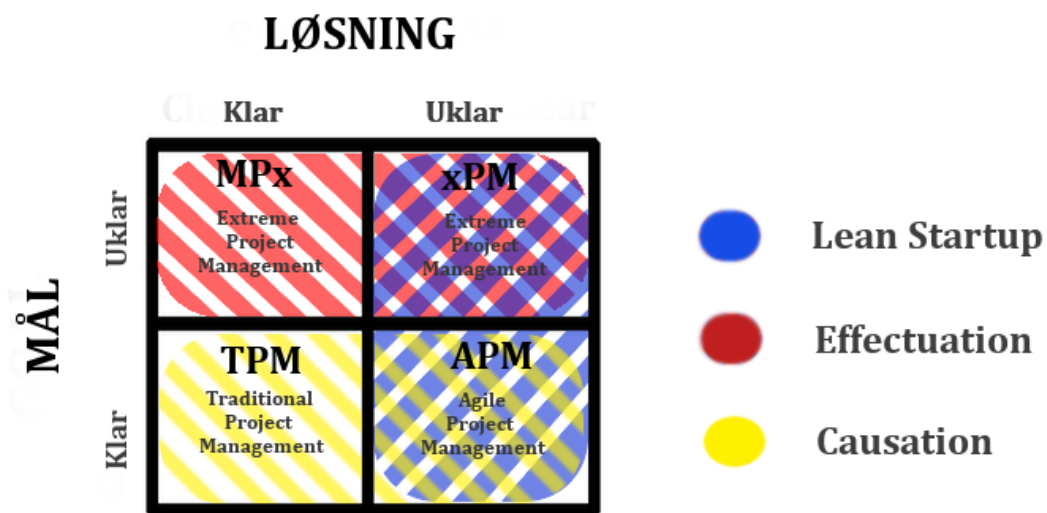 LØSNING
Klar
Uklar
MÅL
Uklar
Klar
MPx
Extreme
Project
Management
xPM
Extreme
Project
Management
TPM
Traditional
Project
Management
APM
Agile
Project
Management
Lean Startup
Effectuation
Causation